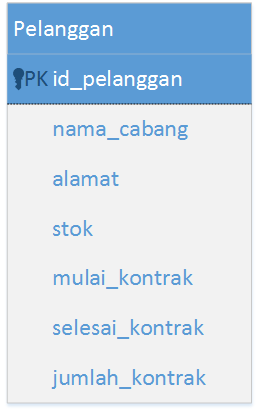 Pelanggan
PK id_pelanggan
nama_cabang
alamat
stok
mulai_kontrak
selesai_kontrak
jumlah_kontrak